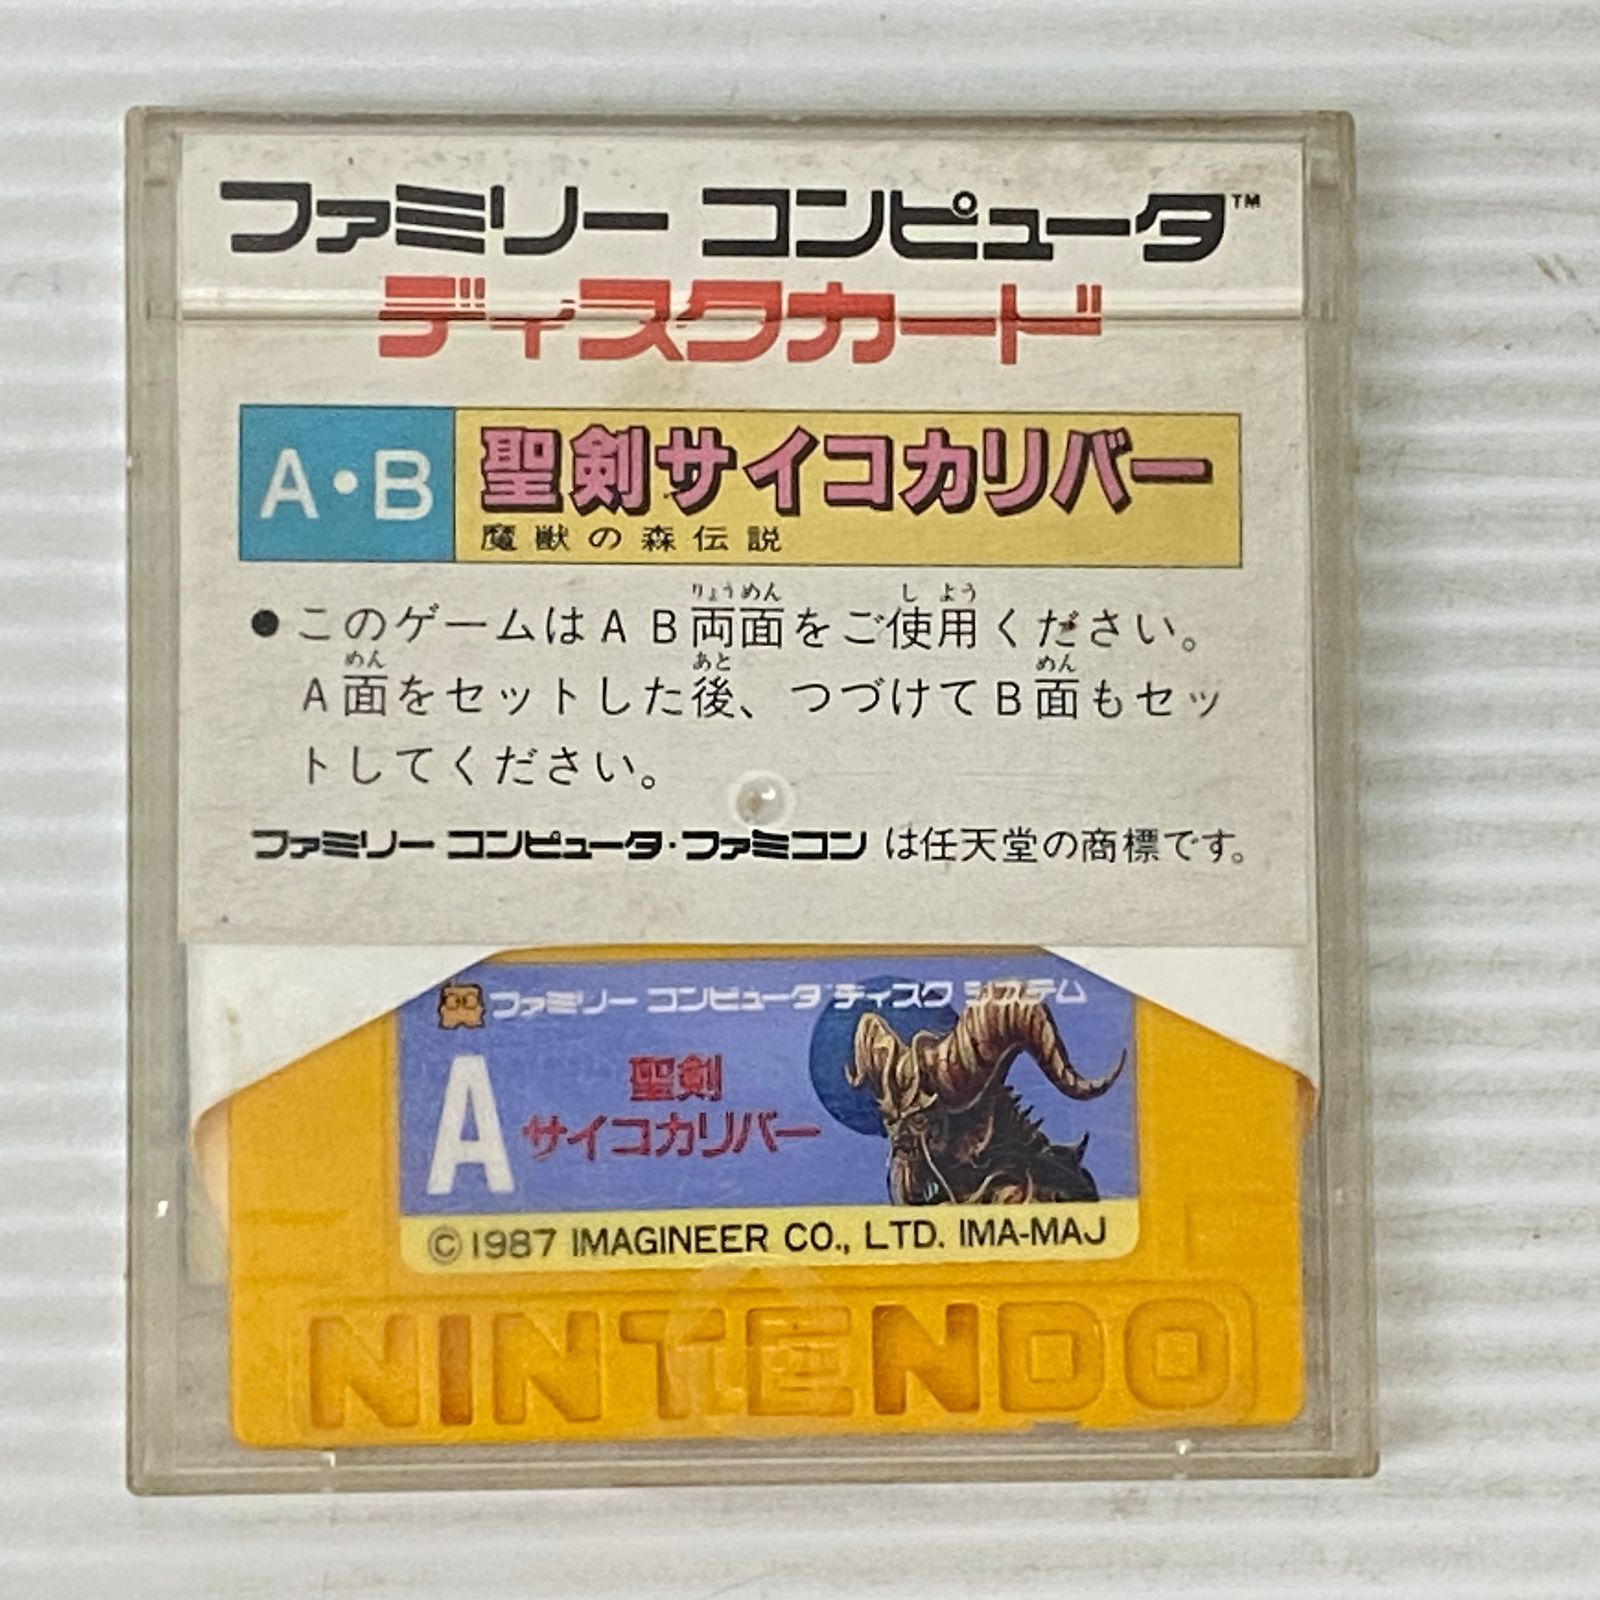 ファミリー コンピュータ™
ディスクカード
A・B
聖剣サイコカリバー
魔獣の森伝説
りょうめん し よう
●このゲームはAB両面をご使用ください。
めん あと めん
A面をセットした後、つづけてB面もセッ
トしてください。
ファミリー コンピュータ・ファミコン は任天堂の商標です。
ファミリー コンピュータ ディスク システム
A
聖剣
サイコカリバー
©1987 IMAGINEER CO., LTD. IMA-MAJ
NINTENDO